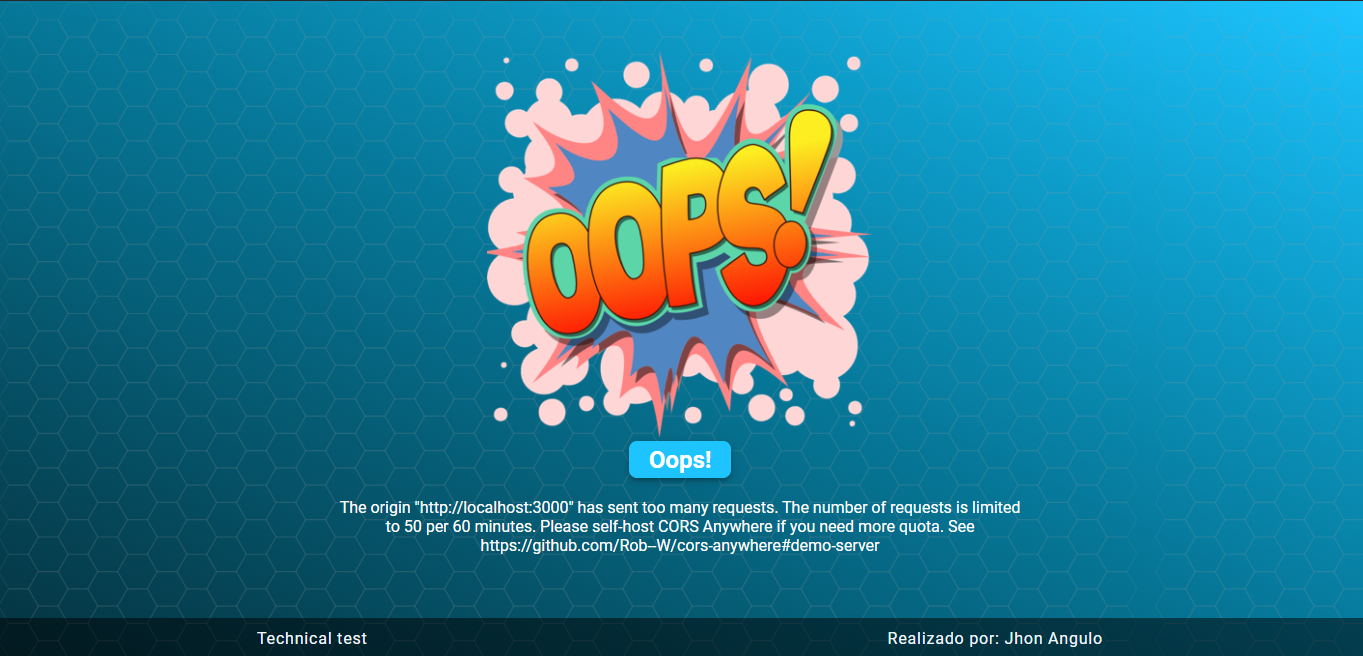 OOPS!
Oops!
The origin "http://localhost:3000" has sent too many requests. The number of requests is limited
to 50 per 60 minutes. Please self-host CORS Anywhere if you need more quota. See
https://github.com/Rob--W/cors-anywhere#demo-server
Technical test
Realizado por: Jhon Angulo